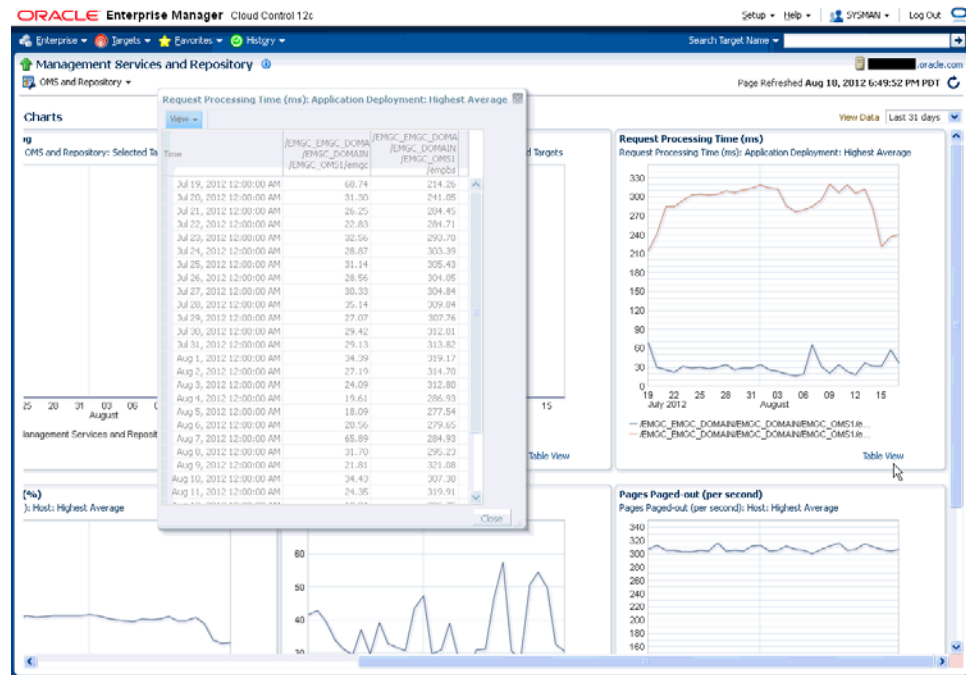 ORACLE Enterprise Manager Cloud Control 12c
Setup Help SYSMAN Log Out
Enterprise Targets Favorites History
Search Target Name
Management Services and Repository
.oracle.com
OMS and Repository
Page Refreshed Aug 18, 2012 6:49:52 PM PDT
Charts
View Data Last 31 days
OMS and Repository: Selected
d Targets
25 28 31 03 06
August
15
Management Services and
Table View
Request Processing Time (ms): Application Deployment: Highest Average
View
Time
/EMGC_EMGC_DOMA
/EMGC_DOMAIN
/EMGC_OMS1/emgc
/EMGC_EMGC_DOMA
/EMGC_DOMAIN
/EMGC_OMS1
/empbs
Jul 19, 2012 12:00:00 AM 68.74 214.26
Jul 20, 2012 12:00:00 AM 31.30 241.05
Jul 21, 2012 12:00:00 AM 26.25 284.45
Jul 22, 2012 12:00:00 AM 22.83 284.71
Jul 23, 2012 12:00:00 AM 32.56 293.70
Jul 24, 2012 12:00:00 AM 28.87 303.39
Jul 25, 2012 12:00:00 AM 31.14 305.43
Jul 26, 2012 12:00:00 AM 28.56 304.05
Jul 27, 2012 12:00:00 AM 30.33 304.84
Jul 28, 2012 12:00:00 AM 35.14 309.04
Jul 29, 2012 12:00:00 AM 27.07 307.76
Jul 30, 2012 12:00:00 AM 29.42 312.01
Jul 31, 2012 12:00:00 AM 29.13 313.82
Aug 1, 2012 12:00:00 AM 34.39 319.17
Aug 2, 2012 12:00:00 AM 27.19 314.70
Aug 3, 2012 12:00:00 AM 24.09 312.80
Aug 4, 2012 12:00:00 AM 19.61 286.93
Aug 5, 2012 12:00:00 AM 18.09 277.54
Aug 6, 2012 12:00:00 AM 20.56 279.65
Aug 7, 2012 12:00:00 AM 65.89 284.93
Aug 8, 2012 12:00:00 AM 31.70 295.23
Aug 9, 2012 12:00:00 AM 21.81 321.08
Aug 10, 2012 12:00:00 AM 34.43 307.30
Aug 11, 2012 12:00:00 AM 24.35 319.91
Close
Request Processing Time (ms)
Request Processing Time (ms): Application Deployment: Highest Average
330
300
270
240
210
180
150
120
90
60
30
0
19 22 25 28 31 03 06 09 12 15
July 2012 August
/EMGC_EMGC_DOMAIN/EMGC_DOMAIN/EMGC_OMS1/e...
/EMGC_EMGC_DOMAIN/EMGC_DOMAIN/EMGC_OMS1/e...
Table View
(%)
): Host: Highest Average
60
50
40
30
Pages Paged-out (per second)
Pages Paged-out (per second): Host: Highest Average
340
320
300
280
260
240
220
200
180
160